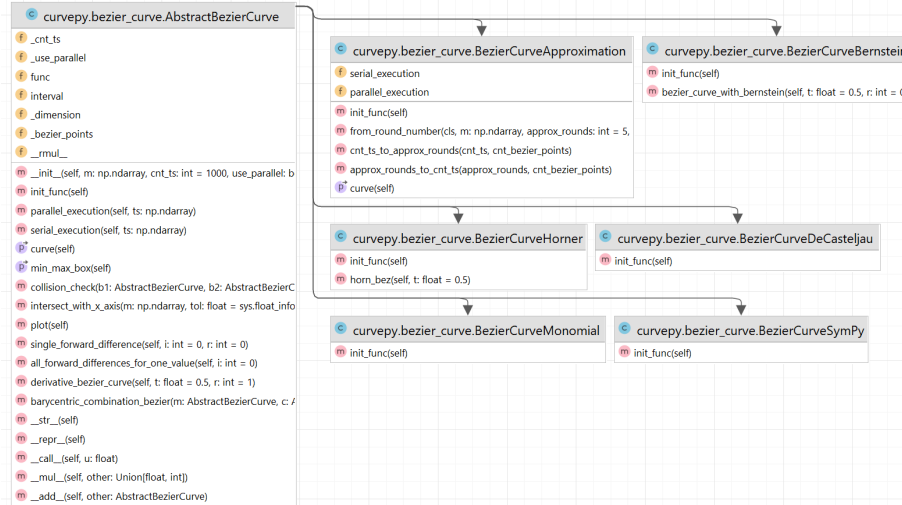 curvepy.bezier_curve.AbstractBezierCurve
_cnt_ts
_use_parallel
func
interval
_dimension
_bezier_points
__rmul__
__init__(self, m: np.ndarray, cnt_ts: int = 1000, use_parallel: b
init_func(self)
parallel_execution(self, ts: np.ndarray)
serial_execution(self, ts: np.ndarray)
curve(self)
min_max_box(self)
collision_check(b1: AbstractBezierCurve, b2: AbstractBezierC
intersect_with_x_axis(m: np.ndarray, tol: float = sys.float_info
plot(self)
single_forward_difference(self, i: int = 0, r: int = 0)
all_forward_differences_for_one_value(self, i: int = 0)
derivative_bezier_curve(self, t: float = 0.5, r: int = 1)
barycentric_combination_bezier(m: AbstractBezierCurve, c: A
__str__(self)
__repr__(self)
__call__(self, u: float)
__mul__(self, other: Union[float, int])
__add__(self, other: AbstractBezierCurve)
curvepy.bezier_curve.BezierCurveApproximation
serial_execution
parallel_execution
init_func(self)
from_round_number(cls, m: np.ndarray, approx_rounds: int = 5,
cnt_ts_to_approx_rounds(cnt_ts, cnt_bezier_points)
approx_rounds_to_cnt_ts(approx_rounds, cnt_bezier_points)
curve(self)
curvepy.bezier_curve.BezierCurveBernstein
init_func(self)
bezier_curve_with_bernstein(self, t: float = 0.5, r: int = 0
curvepy.bezier_curve.BezierCurveHorner
init_func(self)
horn_bez(self, t: float = 0.5)
curvepy.bezier_curve.BezierCurveDeCasteljau
init_func(self)
curvepy.bezier_curve.BezierCurveMonomial
init_func(self)
curvepy.bezier_curve.BezierCurveSymPy
init_func(self)